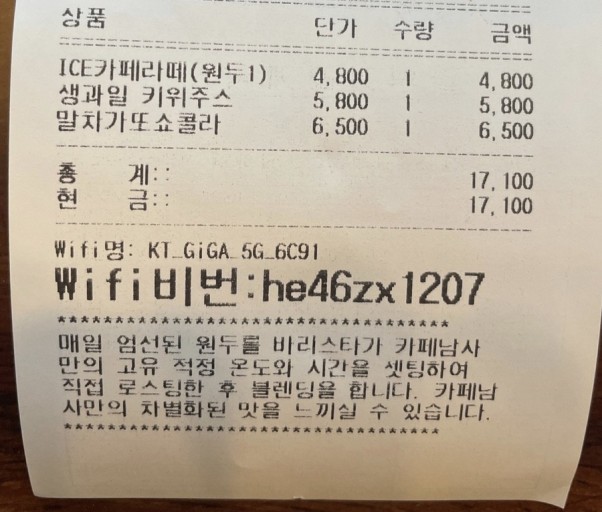 상품 단가 수량 금액
ICE카페라떼(원두1) 4,800 1 4,800
생과일 키위주스 5,800 1 5,800
말차가또쇼콜라 6,500 1 6,500
총 계:: 17,100
현 금:: 17,100
Wifi명: KT_GiGA_5G_6C91
Wifi비번:he46zx1207
****************************************
매일 엄선된 원두를 바리스타가 카페남사
만의 고유 적정 온도와 시간을 셋팅하여
직접 로스팅한 후 블렌딩을 합니다. 카페남
사만의 차별화된 맛을 느끼실 수 있습니다.
****************************************